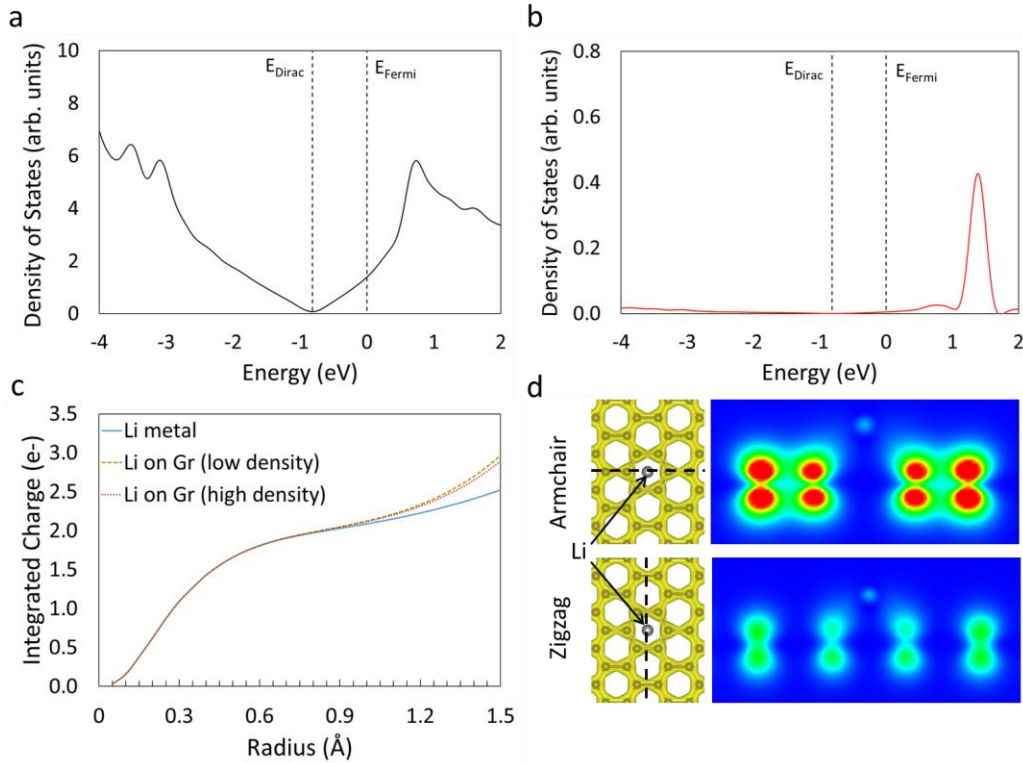 a
Density of States (arb. units)
10
8
6
4
2
0
E_Dirac
E_Fermi
-4 -3 -2 -1 0 1 2
Energy (eV)
b
Density of States (arb. units)
0.8
0.6
0.4
0.2
0.0
E_Dirac
E_Fermi
-4 -3 -2 -1 0 1 2
Energy (eV)
c
Integrated Charge (e-)
3.5
3.0
2.5
2.0
1.5
1.0
0.5
0.0
Li metal
Li on Gr (low density)
Li on Gr (high density)
0 0.3 0.6 0.9 1.2 1.5
Radius (Å)
d
Armchair
Li
Zigzag